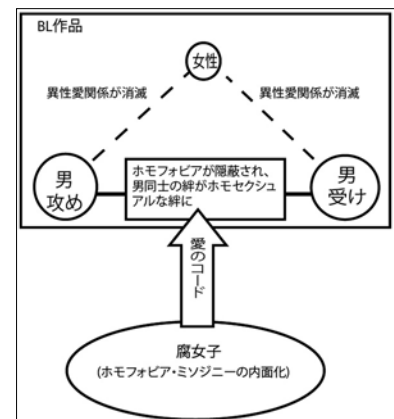 BL作品
女性
異性愛関係が消滅
異性愛関係が消滅
男
攻め
ホモフォビアが隠蔽され、
男同士の絆がホモセクシュ
アルな絆に
男
受け
愛のコード
腐女子
(ホモフォビア・ミソジニーの内面化)